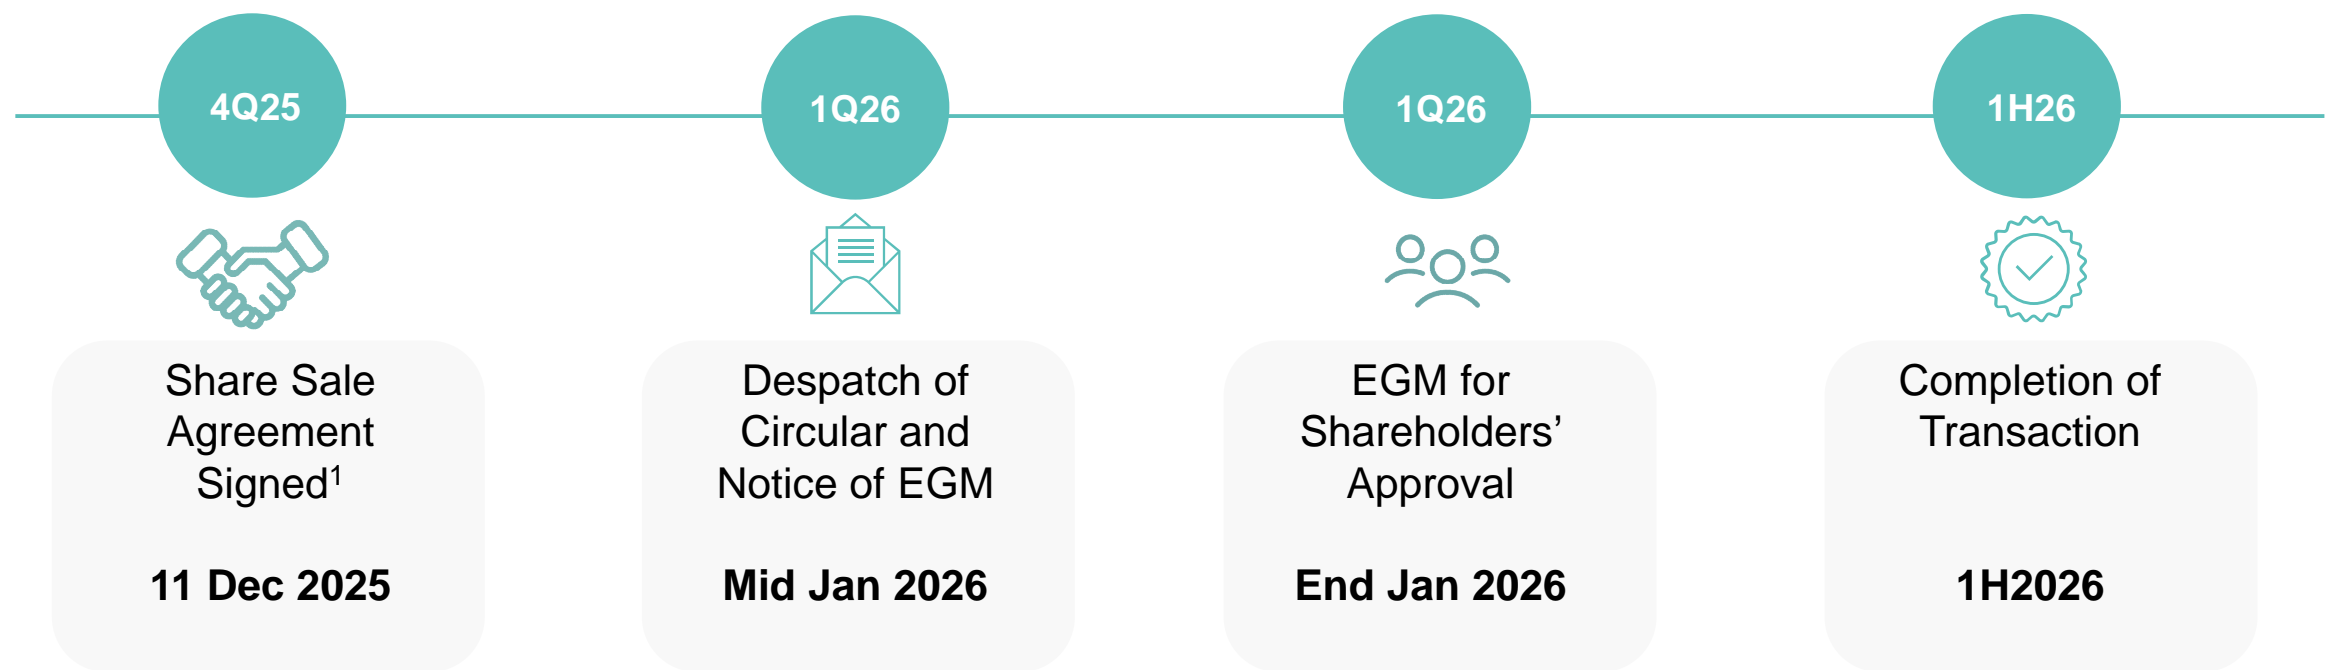 4Q25
1Q26
1Q26
1H26
Share Sale
Agreement
Signed¹
11 Dec 2025
Despatch of
Circular and
Notice of EGM
Mid Jan 2026
EGM for
Shareholders’
Approval
End Jan 2026
Completion of
Transaction
1H2026